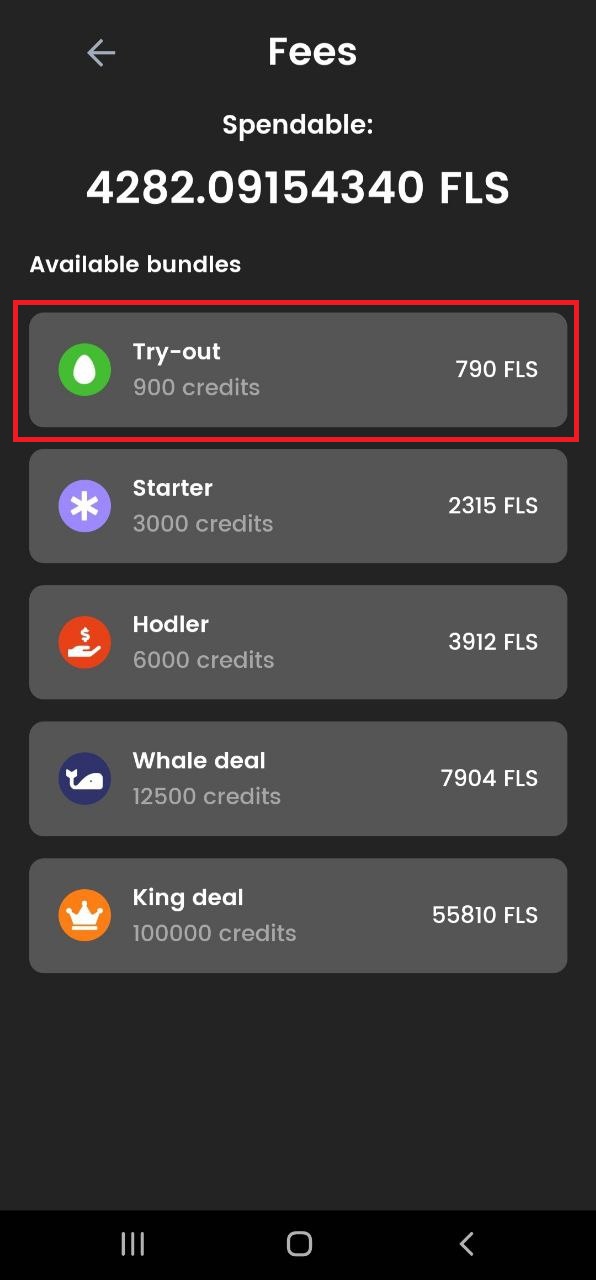 Fees
Spendable:
4282.09154340 FLS
Available bundles
Try-out
900 credits
790 FLS
Starter
3000 credits
2315 FLS
Hodler
6000 credits
3912 FLS
Whale deal
12500 credits
7904 FLS
King deal
100000 credits
55810 FLS